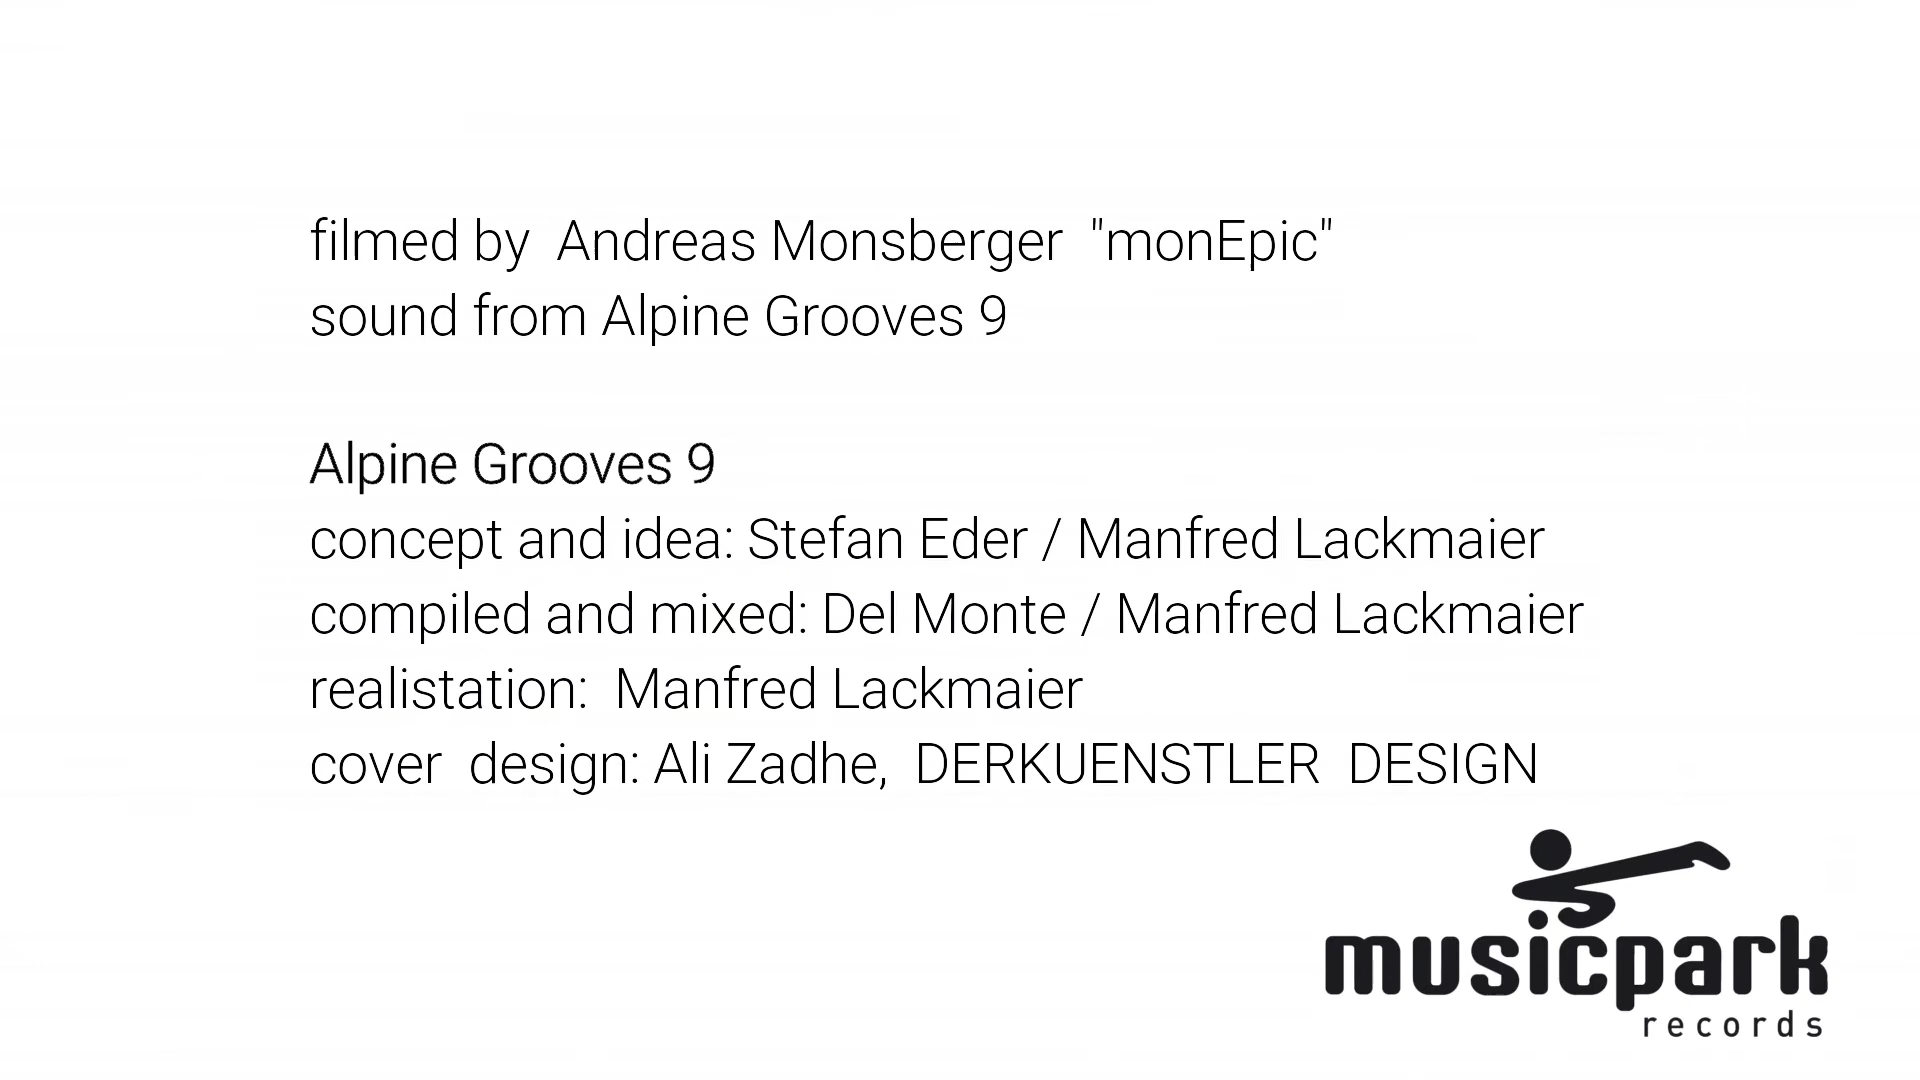 filmed by  Andreas Monsberger  "monEpic"
sound from Alpine Grooves 9
Alpine Grooves 9
concept and idea: Stefan Eder / Manfred Lackmaier
compiled and mixed: Del Monte / Manfred Lackmaier
realistation:  Manfred Lackmaier
cover  design: Ali Zadhe,  DERKUENSTLER  DESIGN
musicpark
records